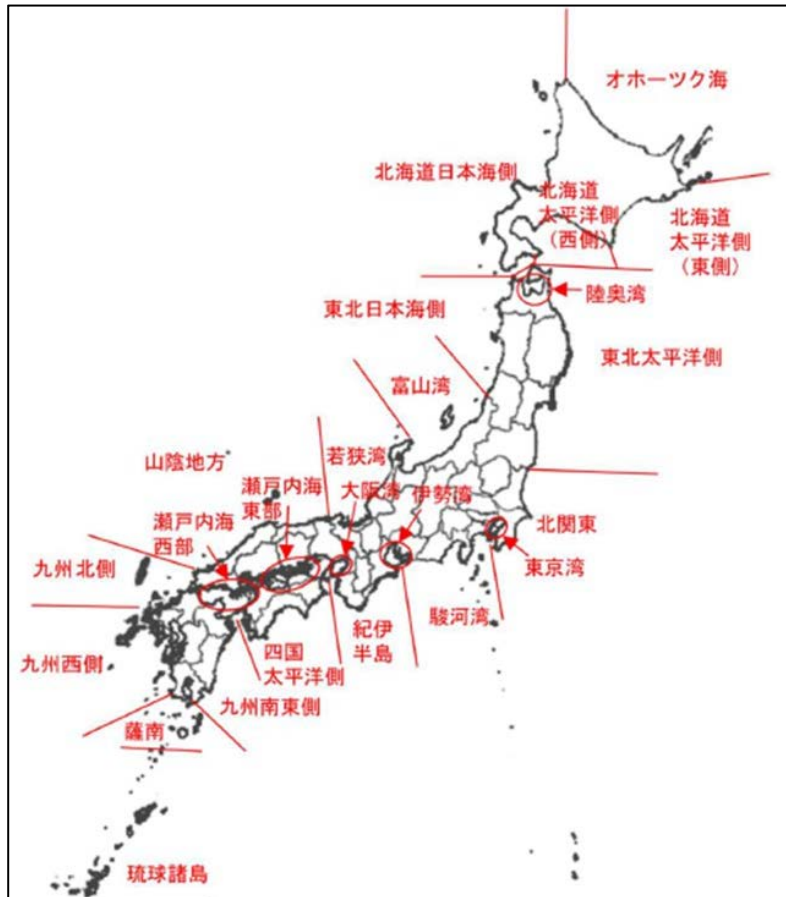 オホーツク海
北海道日本海側
北海道
太平洋側
（西側）
北海道
太平洋側
（東側）
陸奥湾
東北日本海側
東北太平洋側
富山湾
若狭湾
山陰地方
瀬戸内海
東部
大阪湾
伊勢湾
瀬戸内海
西部
北関東
東京湾
九州北側
駿河湾
紀伊
半島
四国
太平洋側
九州西側
九州南東側
薩南
琉球諸島